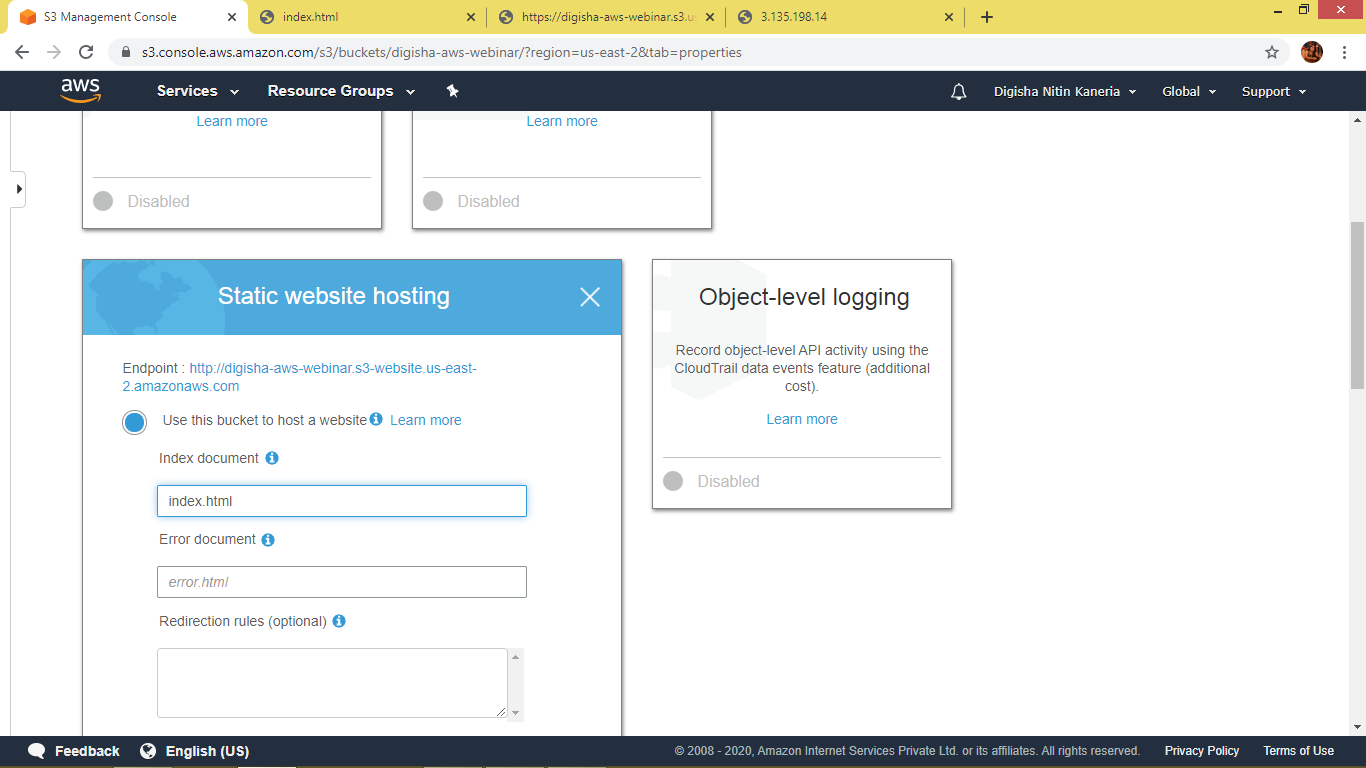 S3 Management Console
index.html
https://digisha-aws-webinar.s3.u
3.135.198.14
s3.console.aws.amazon.com/s3/buckets/digisha-aws-webinar/?region=us-east-2&tab=properties
aws
Services
Resource Groups
Digisha Nitin Kaneria
Global
Support
Learn more
Learn more
Disabled
Disabled
Static website hosting
Endpoint : http://digisha-aws-webinar.s3-website.us-east-
2.amazonaws.com
Use this bucket to host a website Learn more
Index document
index.html
Error document
error.html
Redirection rules (optional)
Object-level logging
Record object-level API activity using the
CloudTrail data events feature (additional
cost).
Learn more
Disabled
Feedback
English (US)
© 2008 - 2020, Amazon Internet Services Private Ltd. or its affiliates. All rights reserved.
Privacy Policy
Terms of Use